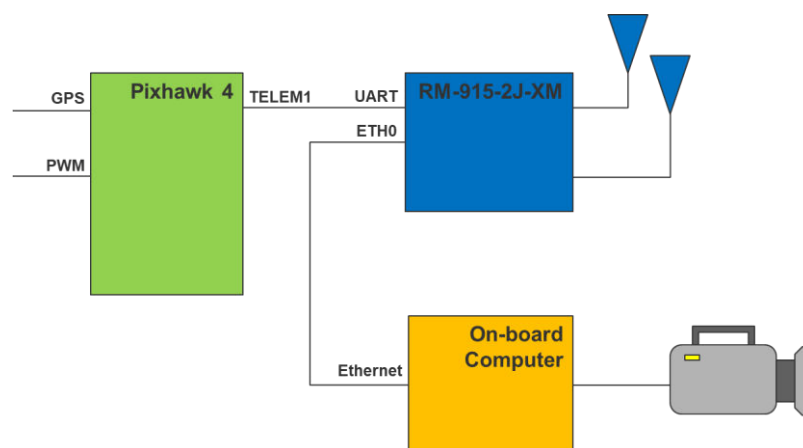 Pixhawk 4
GPS
TELEM1
UART
RM-915-2J-XM
ETH0
PWM
On-board
Computer
Ethernet